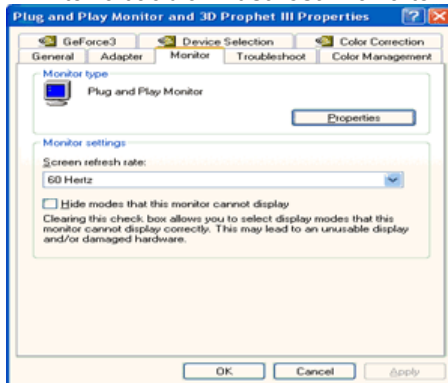 Plug and Play Monitor and 3D Prophet III Properties
GeForce3 Device Selection Color Correction
General Adapter Monitor Troubleshoot Color Management
Monitor type
Plug and Play Monitor
Properties
Monitor settings
Screen refresh rate:
60 Hertz
Hide modes that this monitor cannot display
Clearing this check box allows you to select display modes that this
monitor cannot display correctly. This may lead to an unusable display
and/or damaged hardware.
OK Cancel Apply